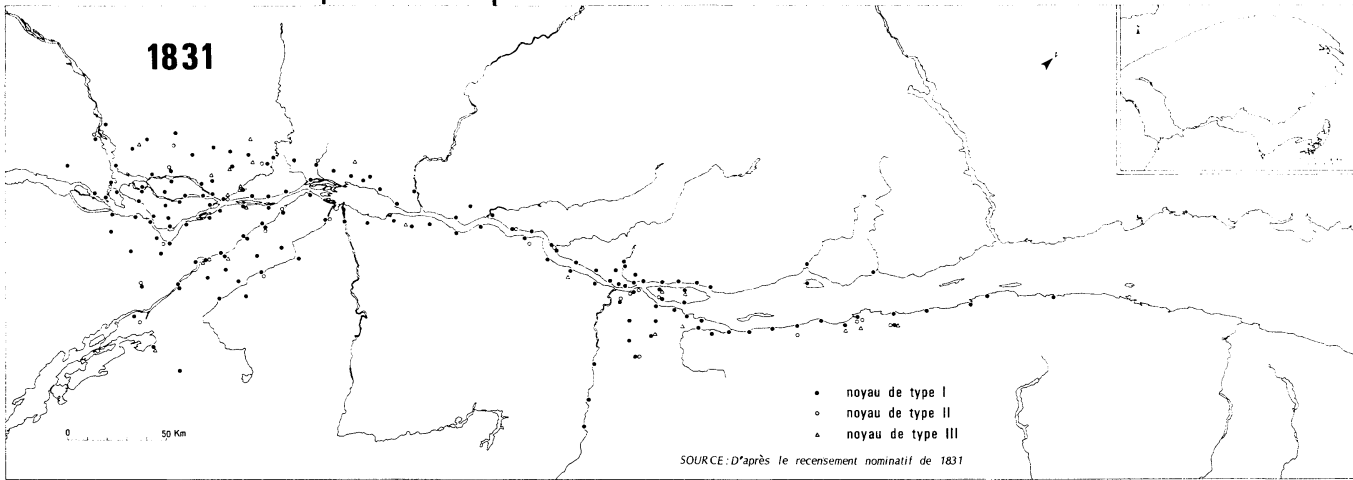 1831
noyau de type I
noyau de type II
noyau de type III
0 50 Km
SOURCE: D'après le recensement nominatif de 1831